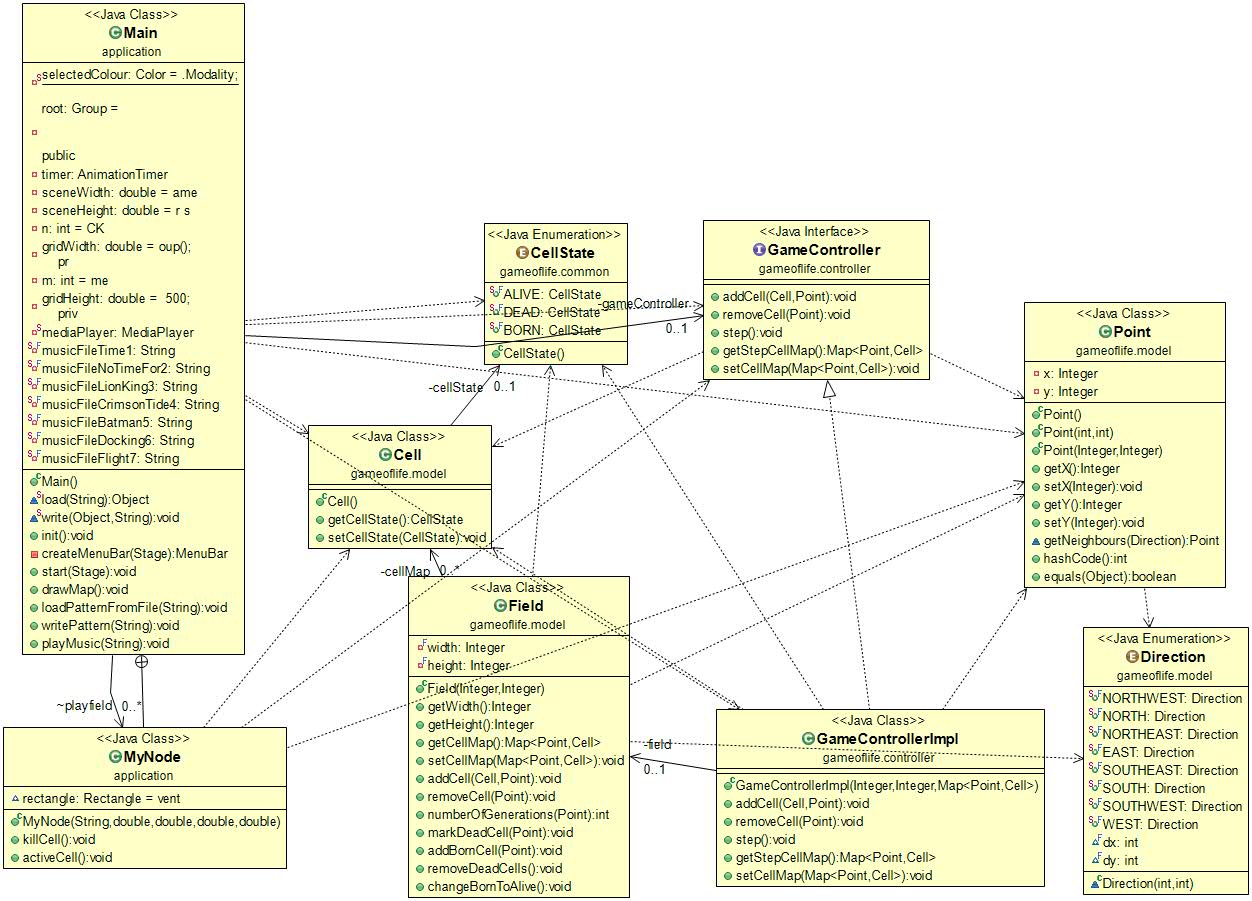 <<Java Class>>
Main
application
selectedColour: Color = .Modality;
root: Group =
public
timer: AnimationTimer
sceneWidth: double = ame
sceneHeight: double = r s
n: int = CK
gridWidth: double = oup();
pr
m: int = me
gridHeight: double =  500;
priv
mediaPlayer: MediaPlayer
musicFileTime1: String
musicFileNoTimeFor2: String
musicFileLionKing3: String
musicFileCrimsonTide4: String
musicFileBatman5: String
musicFileDocking6: String
musicFileFlight7: String
Main()
load(String):Object
write(Object,String):void
init():void
createMenuBar(Stage):MenuBar
start(Stage):void
drawMap():void
loadPatternFromFile(String):void
writePattern(String):void
playMusic(String):void
~playfield 0..*
<<Java Class>>
MyNode
application
rectangle: Rectangle = vent
MyNode(String,double,double,double,double)
killCell():void
activeCell():void
<<Java Enumeration>>
CellState
gameoflife.common
ALIVE: CellState
DEAD: CellState
BORN: CellState
CellState()
-gameController
0..1
<<Java Interface>>
GameController
gameoflife.controller
addCell(Cell,Point):void
removeCell(Point):void
step():void
getStepCellMap():Map<Point,Cell>
setCellMap(Map<Point,Cell>):void
-cellState 0..1
<<Java Class>>
Cell
gameoflife.model
Cell()
getCellState():CellState
setCellState(CellState):void
-cellMap 0..*
<<Java Class>>
Field
gameoflife.model
width: Integer
height: Integer
Field(Integer,Integer)
getWidth():Integer
getHeight():Integer
getCellMap():Map<Point,Cell>
setCellMap(Map<Point,Cell>):void
addCell(Cell,Point):void
removeCell(Point):void
numberOfGenerations(Point):int
markDeadCell(Point):void
addBornCell(Point):void
removeDeadCells():void
changeBornToAlive():void
-field
0..1
<<Java Class>>
GameControllerImpl
gameoflife.controller
GameControllerImpl(Integer,Integer,Map<Point,Cell>)
addCell(Cell,Point):void
removeCell(Point):void
step():void
getStepCellMap():Map<Point,Cell>
setCellMap(Map<Point,Cell>):void
<<Java Class>>
Point
gameoflife.model
x: Integer
y: Integer
Point()
Point(int,int)
Point(Integer,Integer)
getX():Integer
setX(Integer):void
getY():Integer
setY(Integer):void
getNeighbours(Direction):Point
hashCode():int
equals(Object):boolean
<<Java Enumeration>>
Direction
gameoflife.model
NORTHWEST: Direction
NORTH: Direction
NORTHEAST: Direction
EAST: Direction
SOUTHEAST: Direction
SOUTH: Direction
SOUTHWEST: Direction
WEST: Direction
dx: int
dy: int
Direction(int,int)